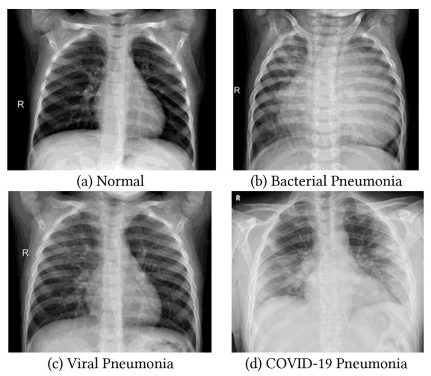 R
R
(a) Normal
(b) Bacterial Pneumonia
R
R
(c) Viral Pneumonia
(d) COVID-19 Pneumonia